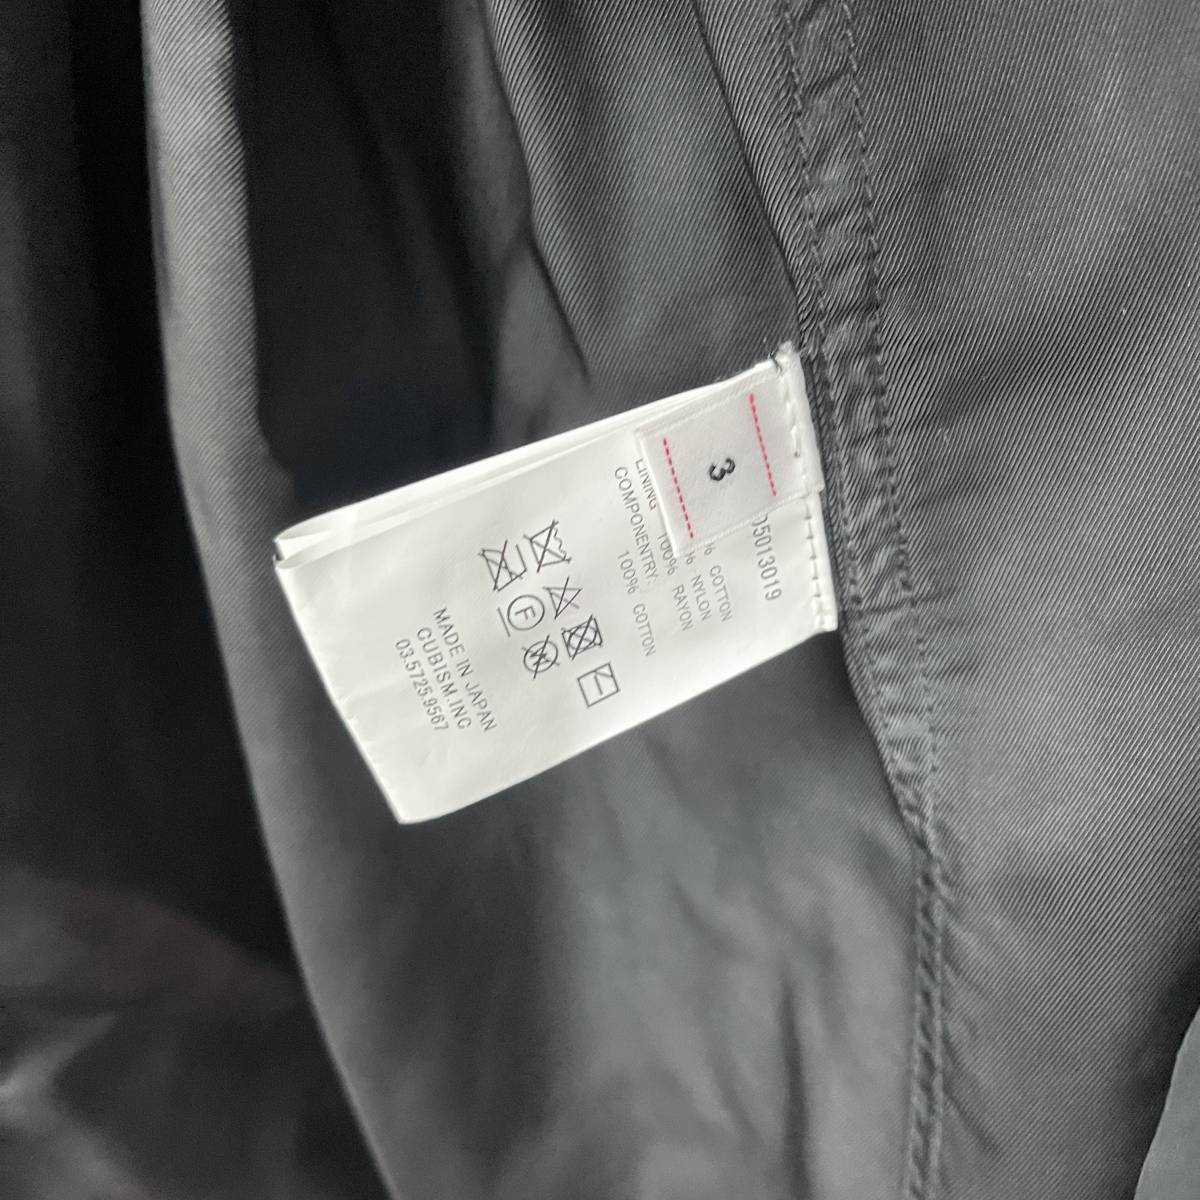 3
05013019
% COTTON
% NYLON
LINING 100% RAYON
COMPONENTRY:
100% COTTON
F
W
MADE IN JAPAN
CUBISM.INC
03.5725.9567